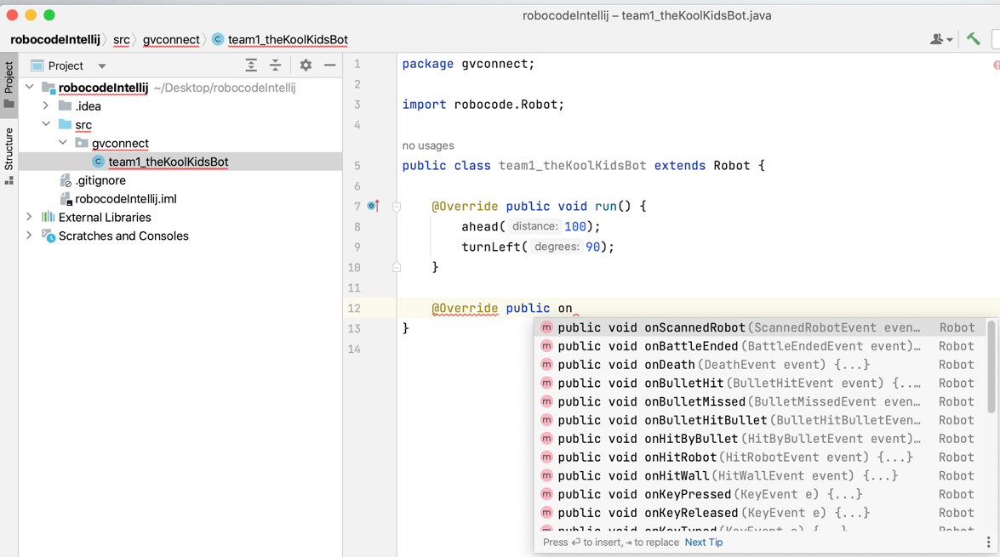 robocodeIntellij – team1_theKoolKidsBot.java
robocodeIntellij › src › gvconnect › team1_theKoolKidsBot
Project
Structure
Project
robocodeIntellij ~/Desktop/robocodeIntellij
.idea
src
gvconnect
team1_theKoolKidsBot
.gitignore
robocodeIntellij.iml
External Libraries
Scratches and Consoles
1 package gvconnect;
2
3 import robocode.Robot;
4
no usages
5 public class team1_theKoolKidsBot extends Robot {
6
7 @Override public void run() {
8 ahead( distance: 100);
9 turnLeft( degrees: 90);
10 }
11
12 @Override public on
13 }
14
m public void onScannedRobot(ScannedRobotEvent even… Robot
m public void onBattleEnded(BattleEndedEvent event)… Robot
m public void onDeath(DeathEvent event) {...} Robot
m public void onBulletHit(BulletHitEvent event) {..… Robot
m public void onBulletMissed(BulletMissedEvent even… Robot
m public void onBulletHitBullet(BulletHitBulletEven… Robot
m public void onHitByBullet(HitByBulletEvent event)… Robot
m public void onHitRobot(HitRobotEvent event) {...} Robot
m public void onHitWall(HitWallEvent event) {...} Robot
m public void onKeyPressed(KeyEvent e) {...} Robot
m public void onKeyReleased(KeyEvent e) {...} Robot
m public void onKeyTyped(KeyEvent e) {...} Robot
Press ↩ to insert, ⇥ to replace Next Tip